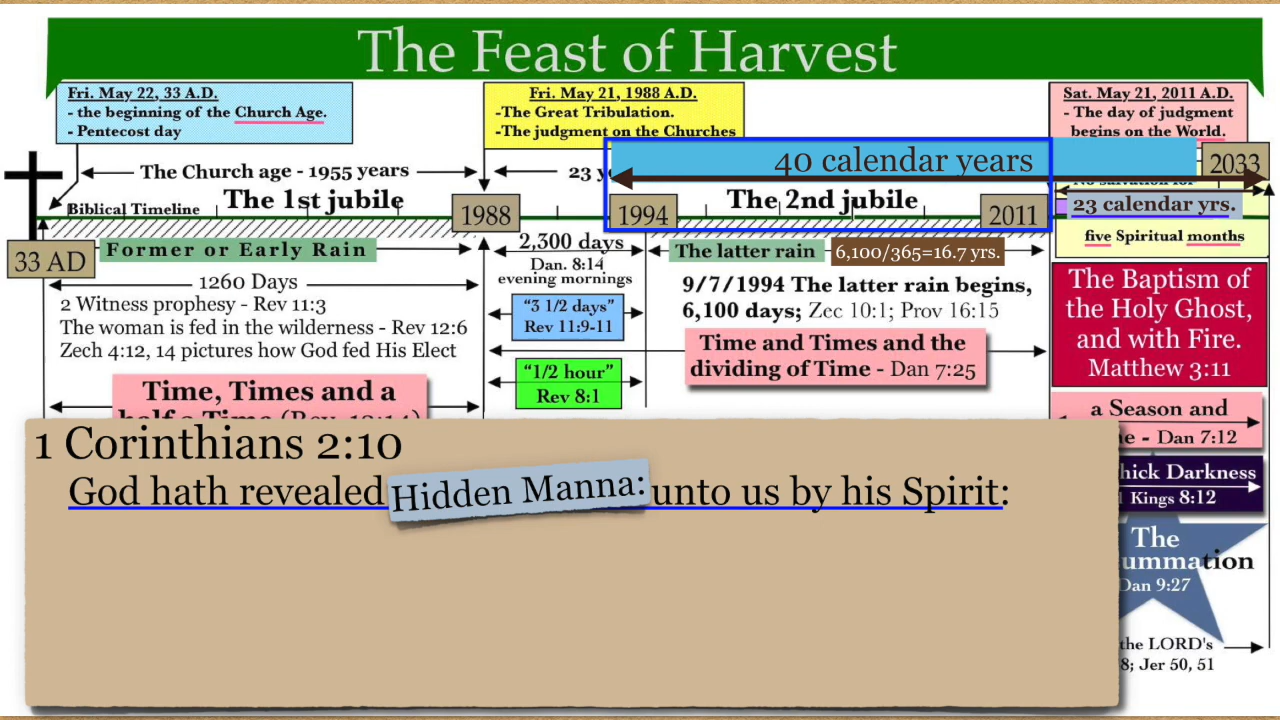 The Feast of Harvest
Fri. May 22, 33 A.D.
- the beginning of the Church Age.
- Pentecost day
Fri. May 21, 1988 A.D.
-The Great Tribulation.
-The judgment on the Churches
Sat. May 21, 2011 A.D.
- The day of judgment
begins on the World.
The Church age - 1955 years
23
40 calendar years
2033
Biblical Timeline
The 1st jubile
1988
1994
The 2nd jubile
2011
23 calendar yrs.
five Spiritual months
33 AD
Former or Early Rain
2,300 days
Dan. 8:14
evening mornings
The latter rain
6,100/365=16.7 yrs.
1260 Days
2 Witness prophesy - Rev 11:3
The woman is fed in the wilderness - Rev 12:6
Zech 4:12, 14 pictures how God fed His Elect
"3 1/2 days"
Rev 11:9-11
9/7/1994 The latter rain begins,
6,100 days; Zec 10:1; Prov 16:15
The Baptism of
the Holy Ghost,
and with Fire.
Matthew 3:11
Time and Times and the
dividing of Time - Dan 7:25
"1/2 hour"
Rev 8:1
Time, Times and a
a Season and
- Dan 7:12
1 Corinthians 2:10
God hath revealed Hidden Manna: unto us by his Spirit:
Darkness
Kings 8:12
The
Dan 9:27
the LORD's
8; Jer 50, 51